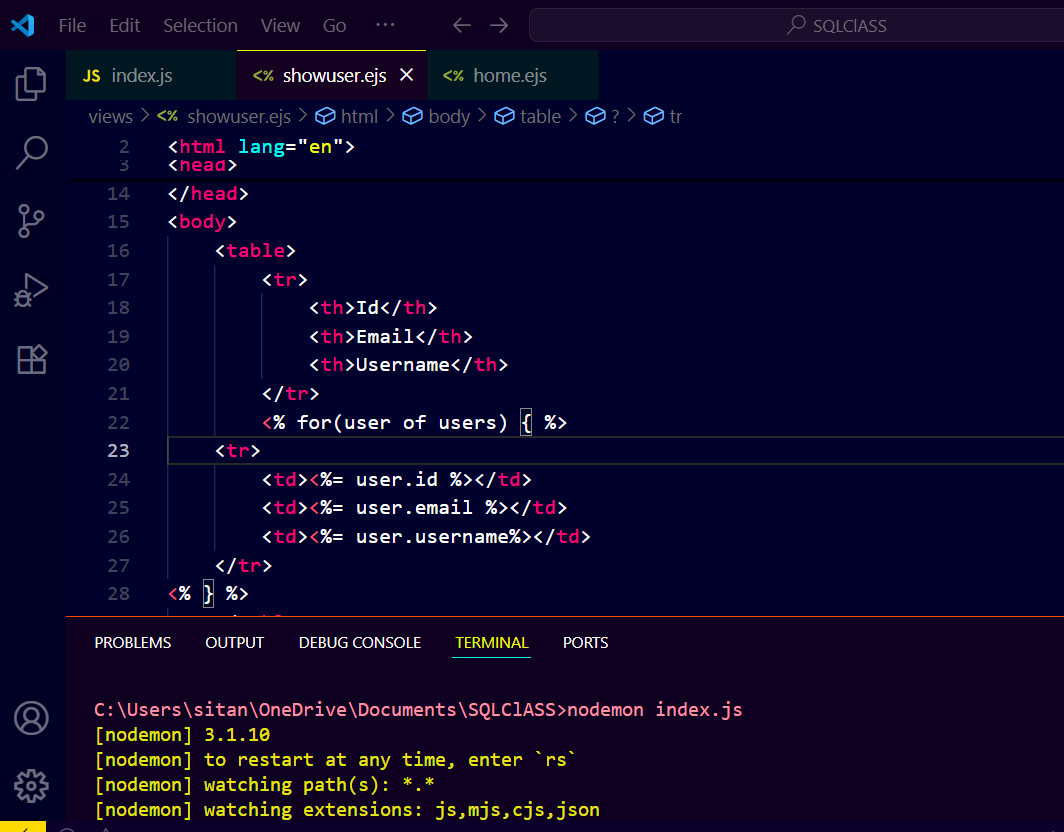 File Edit Selection View Go ··· ← → SQLClASS
JS index.js <% showuser.ejs × <% home.ejs
views > <% showuser.ejs > html > body > table > ? > tr
2 <html lang="en">
3 <head>
14 </head>
15 <body>
16 <table>
17 <tr>
18 <th>Id</th>
19 <th>Email</th>
20 <th>Username</th>
21 </tr>
22 <% for(user of users) { %>
23 <tr>
24 <td><%= user.id %></td>
25 <td><%= user.email %></td>
26 <td><%= user.username%></td>
27 </tr>
28 <% } %>
PROBLEMS OUTPUT DEBUG CONSOLE TERMINAL PORTS
C:\Users\sitan\OneDrive\Documents\SQLClASS>nodemon index.js
[nodemon] 3.1.10
[nodemon] to restart at any time, enter `rs`
[nodemon] watching path(s): *.*
[nodemon] watching extensions: js,mjs,cjs,json